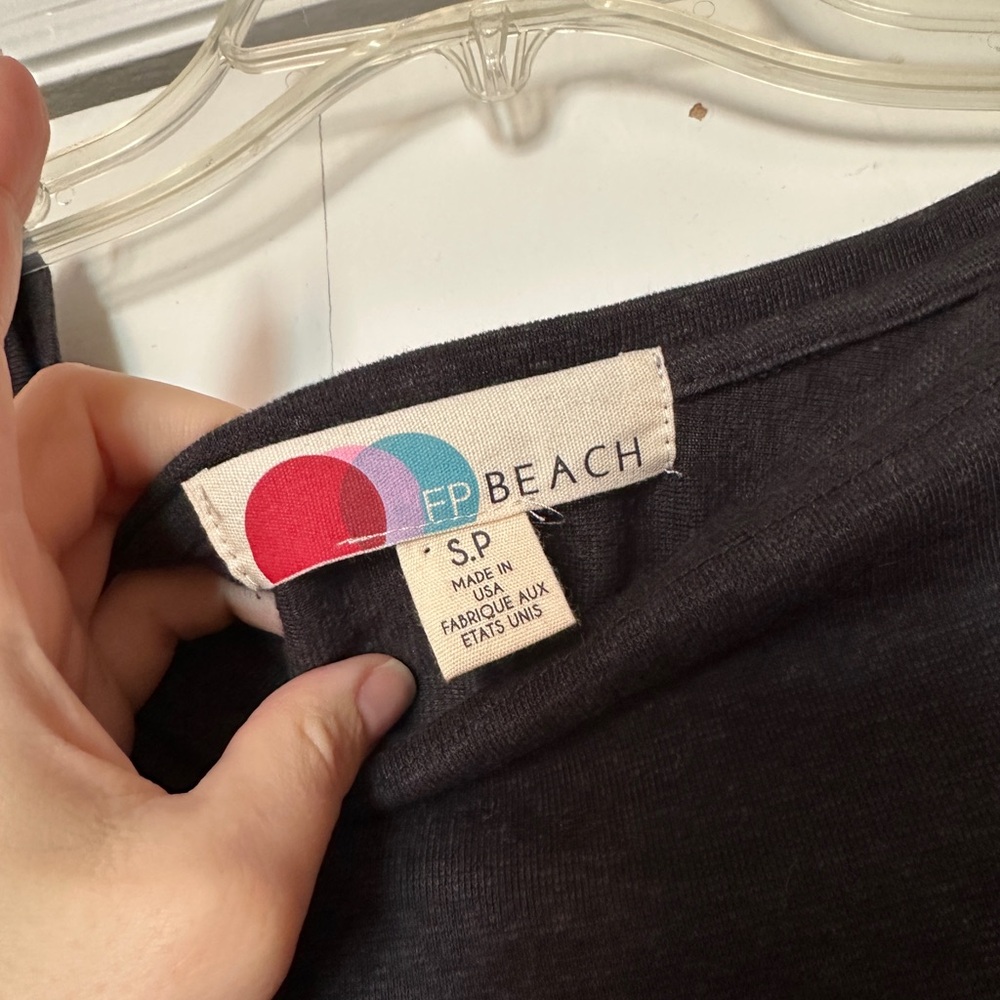 FP BEACH
S.P
MADE IN
USA
FABRIQUE AUX
ETATS UNIS